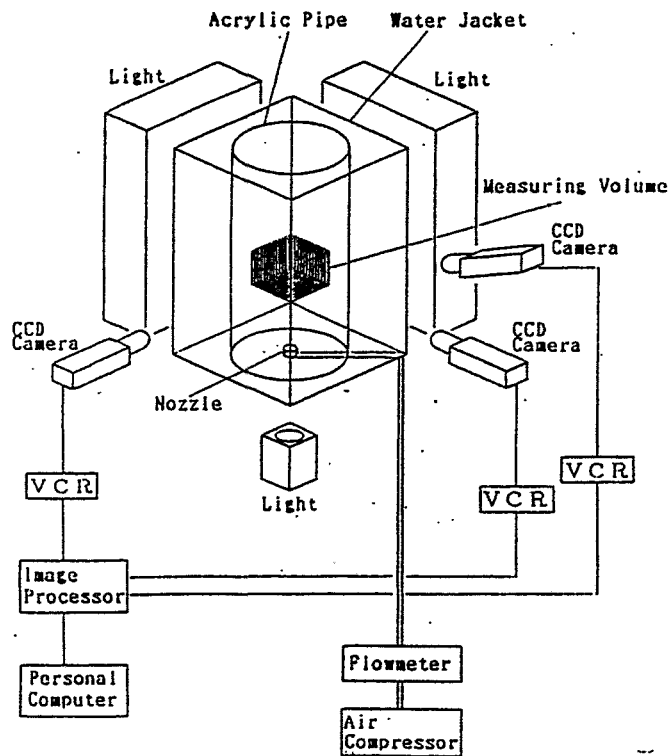 Acrylic Pipe
Water Jacket
Light
Light
Measuring Volume
CCD
Camera
CCD
Camera
CCD
Camera
Nozzle
Light
VCR
VCR
VCR
Image
Processor
Personal
Computer
Flowmeter
Air
Compressor